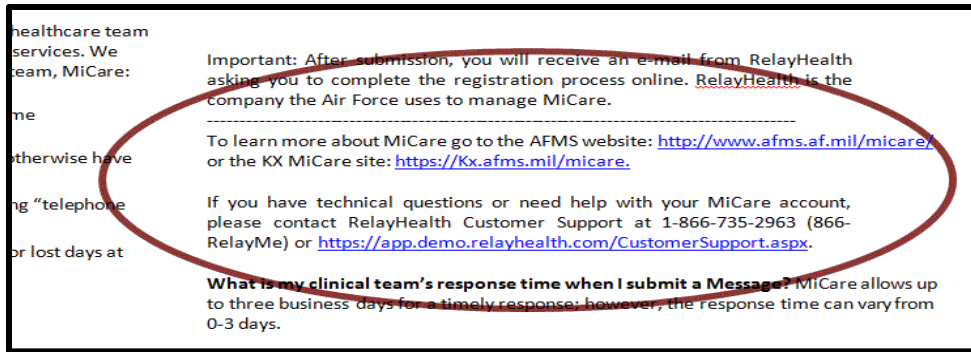 healthcare team
services. We
team, MiCare:
me
otherwise have
ng “telephone
or lost days at
Important: After submission, you will receive an e-mail from RelayHealth
asking you to complete the registration process online. RelayHealth is the
company the Air Force uses to manage MiCare.
--------------------------------------------------------------------------------------------
To learn more about MiCare go to the AFMS website: http://www.afms.af.mil/micare/
or the KX MiCare site: https://Kx.afms.mil/micare.
If you have technical questions or need help with your MiCare account,
please contact RelayHealth Customer Support at 1-866-735-2963 (866-
RelayMe) or https://app.demo.relayhealth.com/CustomerSupport.aspx.
What is my clinical team’s response time when I submit a Message? MiCare allows up
to three business days for a timely response; however, the response time can vary from
0-3 days.